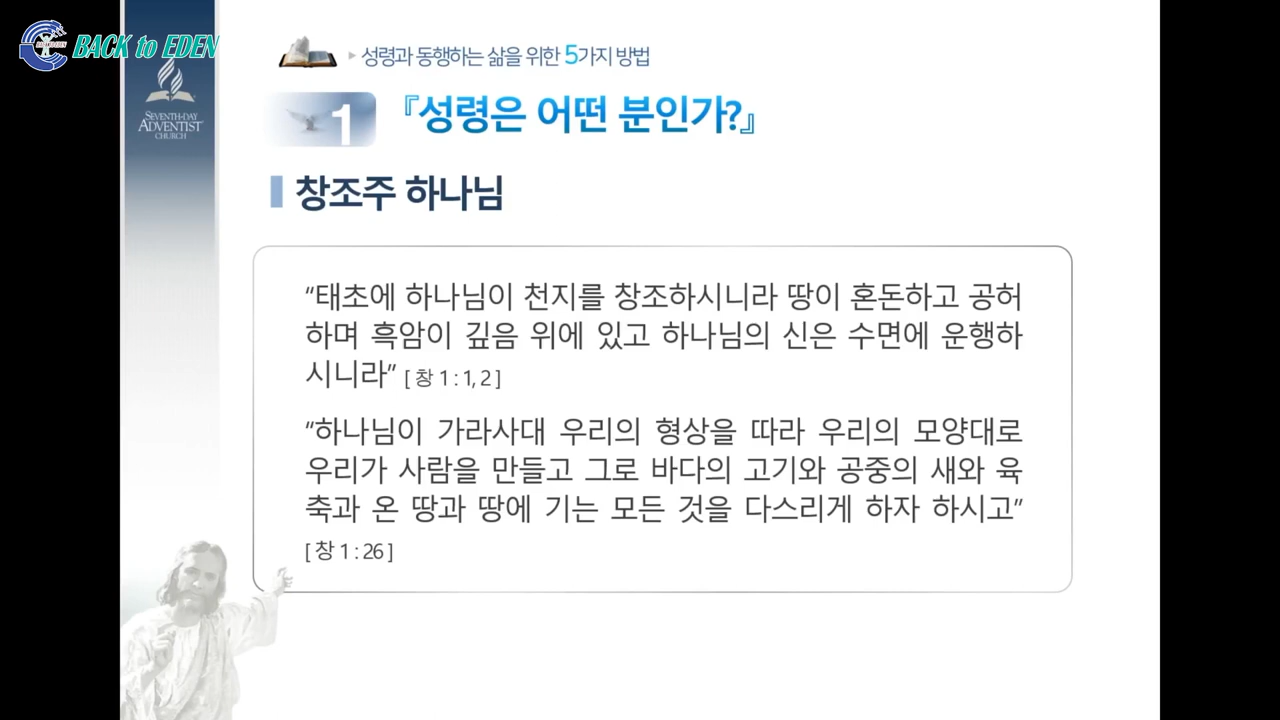 BACK to EDEN
SEVENTH-DAY
ADVENTIST
CHURCH
▸ 성령과 동행하는 삶을 위한 5가지 방법
1 『성령은 어떤 분인가?』
창조주 하나님
“태초에 하나님이 천지를 창조하시니라 땅이 혼돈하고 공허
하며 흑암이 깊음 위에 있고 하나님의 신은 수면에 운행하
시니라” [ 창 1 : 1, 2 ]
“하나님이 가라사대 우리의 형상을 따라 우리의 모양대로
우리가 사람을 만들고 그로 바다의 고기와 공중의 새와 육
축과 온 땅과 땅에 기는 모든 것을 다스리게 하자 하시고”
[ 창 1 : 26 ]